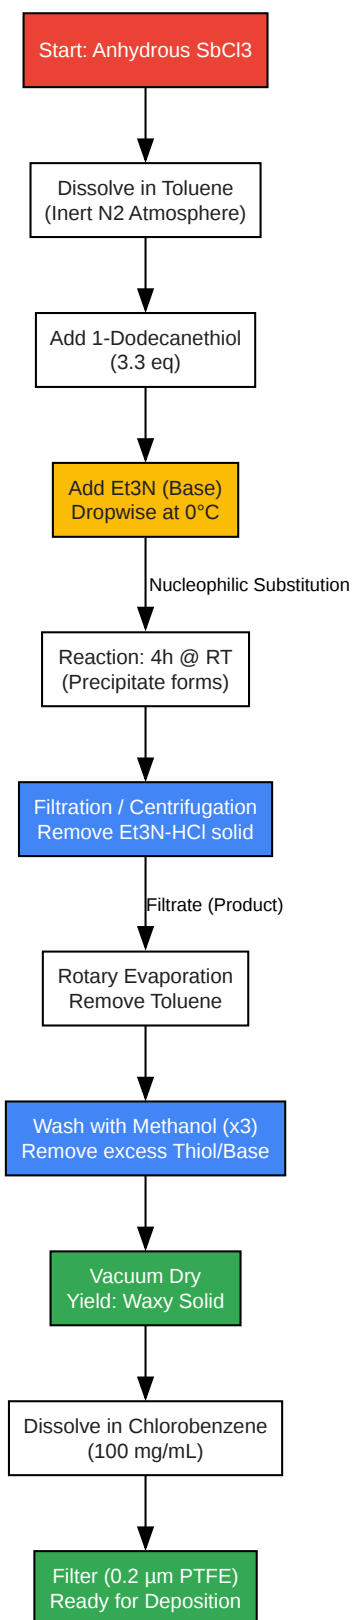 Start: Anhydrous SbCl3
Dissolve in Toluene
(Inert N2 Atmosphere)
Add 1-Dodecanethiol
(3.3 eq)
Add Et3N (Base)
Dropwise at 0°C
Nucleophilic Substitution
Reaction: 4h @ RT
(Precipitate forms)
Filtration / Centrifugation
Remove Et3N-HCl solid
Filtrate (Product)
Rotary Evaporation
Remove Toluene
Wash with Methanol (x3)
Remove excess Thiol/Base
Vacuum Dry
Yield: Waxy Solid
Dissolve in Chlorobenzene
(100 mg/mL)
Filter (0.2 µm PTFE)
Ready for Deposition